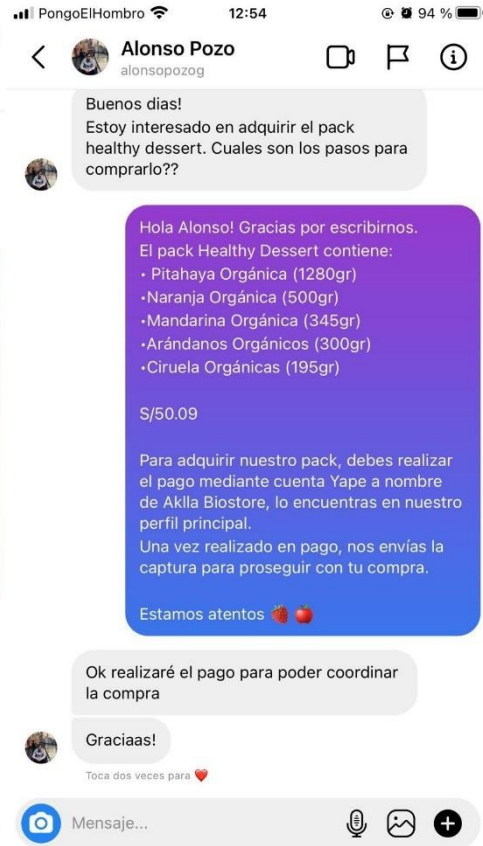 PongoElHombro 12:54 94 %
Alonso Pozo
alonsopozog
Buenos dias!
Estoy interesado en adquirir el pack
healthy dessert. Cuales son los pasos para
comprarlo??
Hola Alonso! Gracias por escribirnos.
El pack Healthy Dessert contiene:
• Pitahaya Orgánica (1280gr)
•Naranja Orgánica (500gr)
•Mandarina Orgánica (345gr)
•Arándanos Orgánicos (300gr)
•Ciruela Orgánicas (195gr)
S/50.09
Para adquirir nuestro pack, debes realizar
el pago mediante cuenta Yape a nombre
de Aklla Biostore, lo encuentras en nuestro
perfil principal.
Una vez realizado en pago, nos envías la
captura para proseguir con tu compra.
Estamos atentos 🍓 🍎
Ok realizaré el pago para poder coordinar
la compra
Graciaas!
Toca dos veces para ❤️
Mensaje...